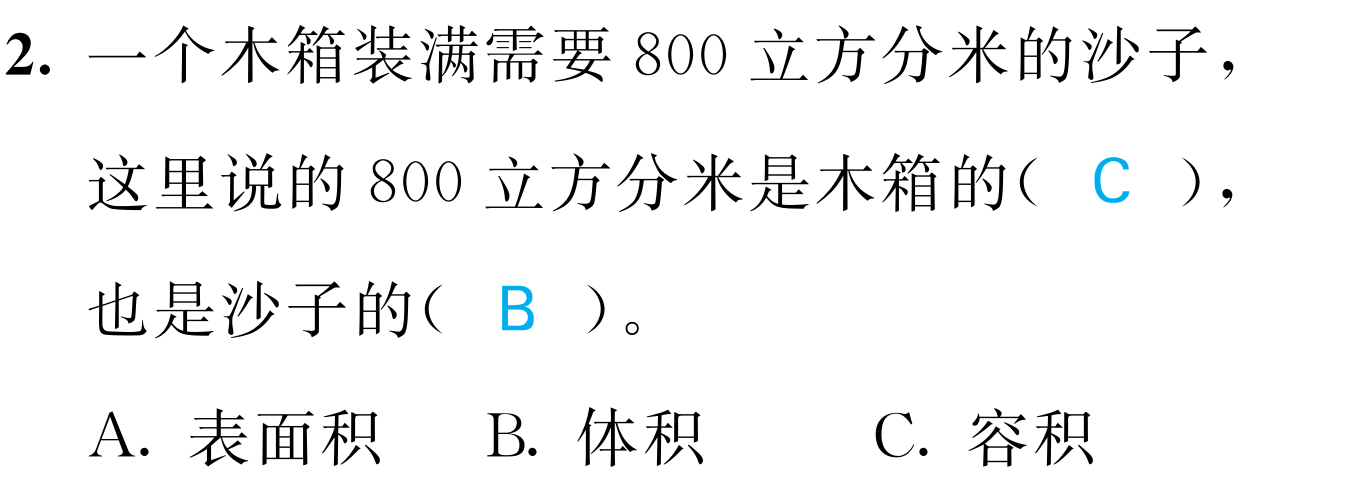 2. 一个木箱装满需要 800 立方分米的沙子，
这里说的 800 立方分米是木箱的( C )，
也是沙子的( B )。
A. 表面积 B. 体积 C. 容积